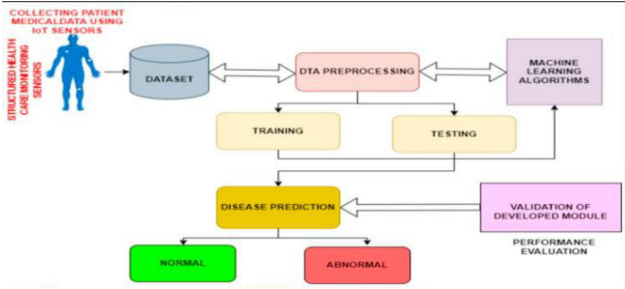 COLLECTING PATIENT
MEDICALDATA USING
IoT SENSORS
STRUCTURED HEALTH
CARE MONITORING
SENSORS
DATASET
DTA PREPROCESSING
MACHINE
LEARNING
ALGORITHMS
TRAINING
TESTING
DISEASE PREDICTION
VALIDATION OF
DEVELOPED MODULE
PERFORMANCE
EVALUATION
NORMAL
ABNORMAL